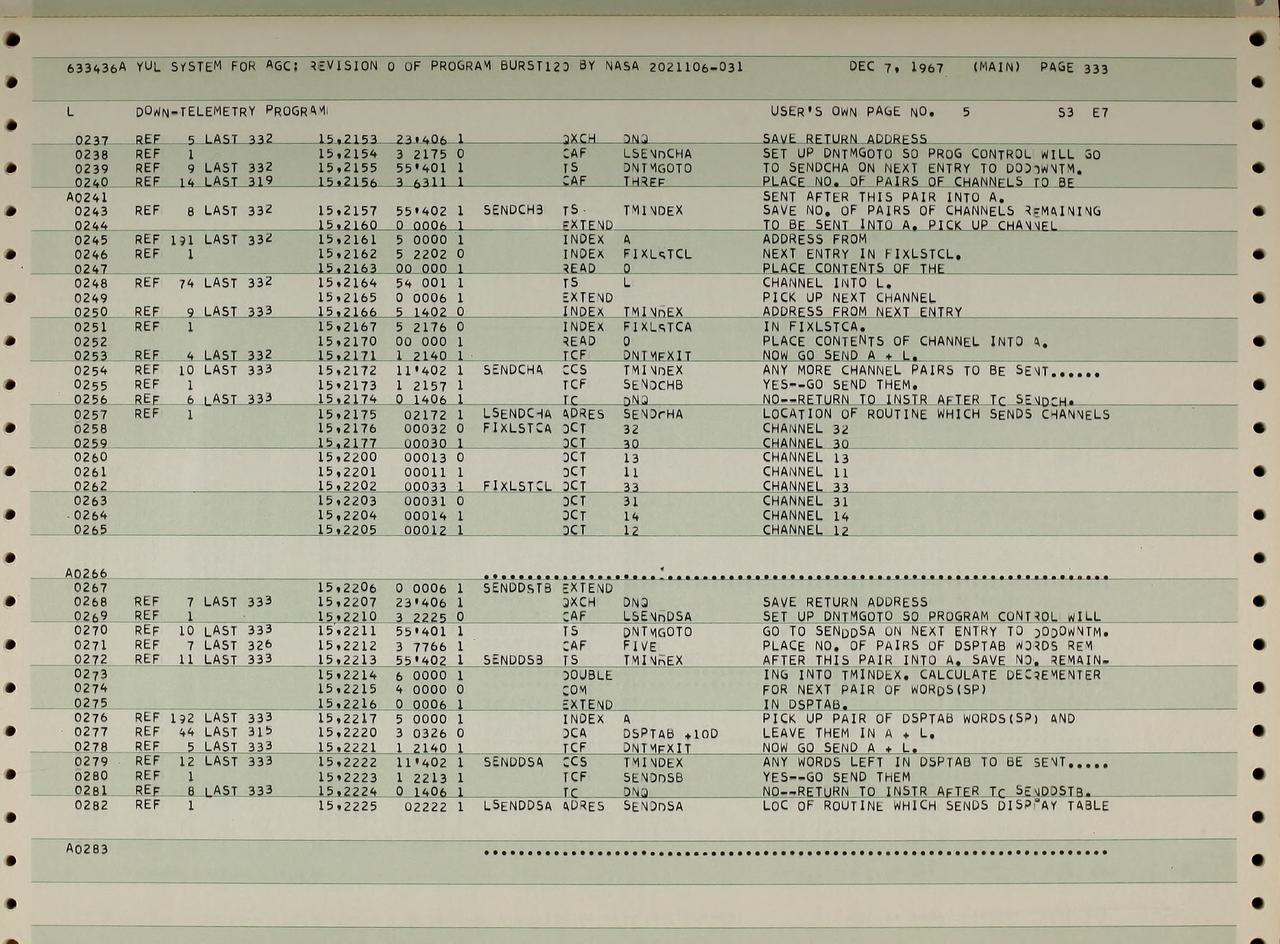 633436A YUL SYSTEM FOR AGC: REVISION 0 OF PROGRAM BURST120 BY NASA 2021106-031 DEC 7, 1967 (MAIN) PAGE 333
L DOWN-TELEMETRY PROGRAM USER'S OWN PAGE NO. 5 S3 E7
0237 REF 5 LAST 332 15,2153 23'406 1 DXCH DNQ SAVE RETURN ADDRESS
0238 REF 1 15,2154 3 2175 0 CAF LSENDCHA SET UP DNTMGOTO SO PROG CONTROL WILL GO
0239 REF 9 LAST 332 15,2155 55'401 1 TS DNTMGOTO TO SENDCHA ON NEXT ENTRY TO DODOWNTM.
0240 REF 14 LAST 319 15,2156 3 6311 1 CAF THREE PLACE NO. OF PAIRS OF CHANNELS TO BE
A0241 SENT AFTER THIS PAIR INTO A.
0243 REF 8 LAST 332 15,2157 55'402 1 SENDCHB TS TMINDEX SAVE NO. OF PAIRS OF CHANNELS REMAINING
0244 15,2160 0 0006 1 EXTEND TO BE SENT INTO A. PICK UP CHANNEL
0245 REF 191 LAST 332 15,2161 5 0000 1 INDEX A ADDRESS FROM
0246 REF 1 15,2162 5 2202 0 INDEX FIXLSTCL NEXT ENTRY IN FIXLSTCL.
0247 15,2163 00 000 1 READ 0 PLACE CONTENTS OF THE
0248 REF 74 LAST 332 15,2164 54 001 1 TS L CHANNEL INTO L.
0249 15,2165 0 0006 1 EXTEND PICK UP NEXT CHANNEL
0250 REF 9 LAST 333 15,2166 5 1402 0 INDEX TMINDEX ADDRESS FROM NEXT ENTRY
0251 REF 1 15,2167 5 2176 0 INDEX FIXLSTCA IN FIXLSTCA.
0252 15,2170 00 000 1 READ 0 PLACE CONTENTS OF CHANNEL INTO A.
0253 REF 4 LAST 332 15,2171 1 2140 1 TCF DNTMEXIT NOW GO SEND A + L.
0254 REF 10 LAST 333 15,2172 11'402 1 SENDCHA CCS TMINDEX ANY MORE CHANNEL PAIRS TO BE SENT......
0255 REF 1 15,2173 1 2157 1 TCF SENDCHB YES--GO SEND THEM.
0256 REF 6 LAST 333 15,2174 0 1406 1 TC DNQ NO--RETURN TO INSTR AFTER TC SENDCH.
0257 REF 1 15,2175 02172 1 LSENDCHA ADRES SENDCHA LOCATION OF ROUTINE WHICH SENDS CHANNELS
0258 15,2176 00032 0 FIXLSTCA OCT 32 CHANNEL 32
0259 15,2177 00030 1 OCT 30 CHANNEL 30
0260 15,2200 00013 0 OCT 13 CHANNEL 13
0261 15,2201 00011 1 OCT 11 CHANNEL 11
0262 15,2202 00033 1 FIXLSTCL OCT 33 CHANNEL 33
0263 15,2203 00031 0 OCT 31 CHANNEL 31
0264 15,2204 00014 1 OCT 14 CHANNEL 14
0265 15,2205 00012 1 OCT 12 CHANNEL 12
A0266 ............................................................
0267 15,2206 0 0006 1 SENDDSTB EXTEND
0268 REF 7 LAST 333 15,2207 23'406 1 DXCH DNQ SAVE RETURN ADDRESS
0269 REF 1 15,2210 3 2225 0 CAF LSENDDSA SET UP DNTMGOTO SO PROGRAM CONTROL WILL
0270 REF 10 LAST 333 15,2211 55'401 1 TS DNTMGOTO GO TO SENDDSA ON NEXT ENTRY TO DODOWNTM.
0271 REF 7 LAST 326 15,2212 3 7766 1 CAF FIVE PLACE NO. OF PAIRS OF DSPTAB WORDS REM
0272 REF 11 LAST 333 15,2213 55'402 1 SENDDSB TS TMINDEX AFTER THIS PAIR INTO A. SAVE NO. REMAIN-
0273 15,2214 6 0000 1 DOUBLE ING INTO TMINDEX. CALCULATE DECREMENTER
0274 15,2215 4 0000 0 COM FOR NEXT PAIR OF WORDS(SP)
0275 15,2216 0 0006 1 EXTEND IN DSPTAB.
0276 REF 192 LAST 333 15,2217 5 0000 1 INDEX A PICK UP PAIR OF DSPTAB WORDS(SP) AND
0277 REF 44 LAST 315 15,2220 3 0326 0 DCA DSPTAB +10D LEAVE THEM IN A + L.
0278 REF 5 LAST 333 15,2221 1 2140 1 TCF DNTMEXIT NOW GO SEND A + L.
0279 REF 12 LAST 333 15,2222 11'402 1 SENDDSA CCS TMINDEX ANY WORDS LEFT IN DSPTAB TO BE SENT.....
0280 REF 1 15,2223 1 2213 1 TCF SENDDSB YES--GO SEND THEM
0281 REF 8 LAST 333 15,2224 0 1406 1 TC DNQ NO--RETURN TO INSTR AFTER TC SENDDSTB.
0282 REF 1 15,2225 02222 1 LSENDDSA ADRES SENDDSA LOC OF ROUTINE WHICH SENDS DISPLAY TABLE
A0283 ............................................................